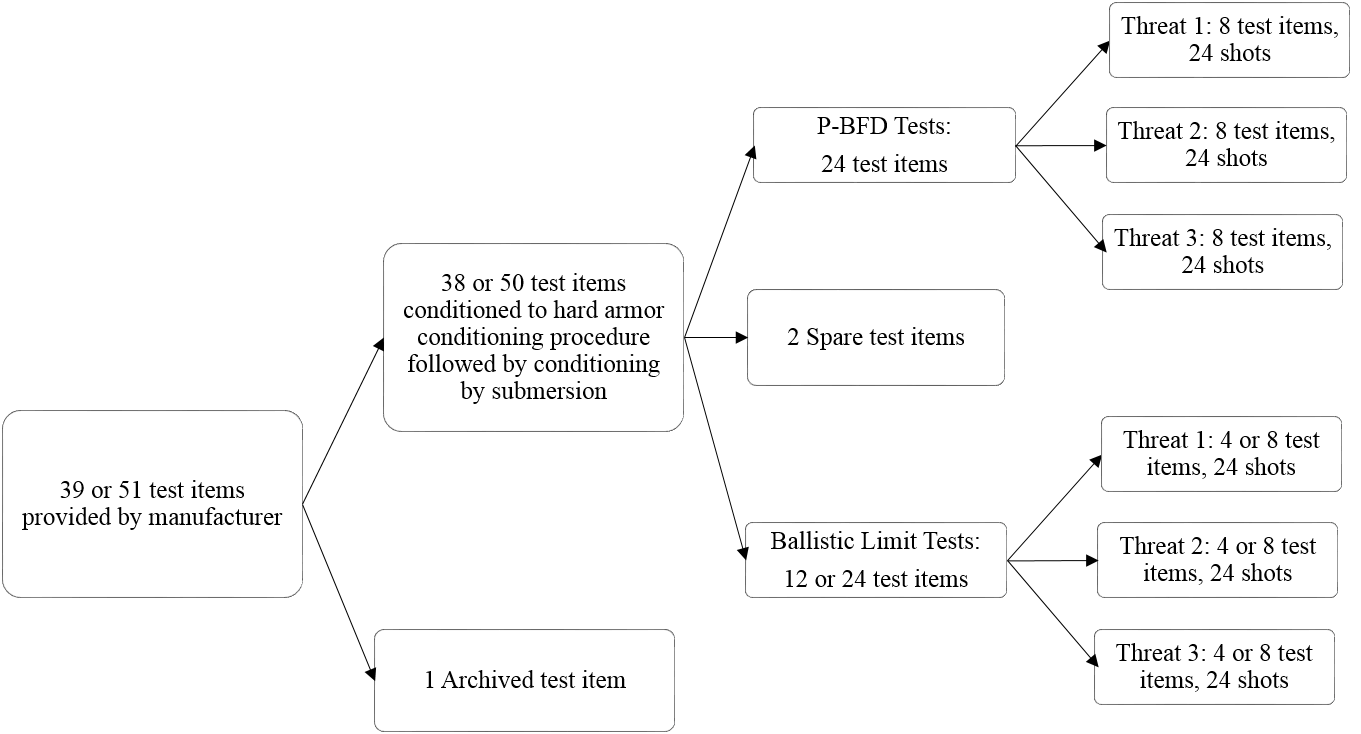 39 or 51 test items
provided by manufacturer
38 or 50 test items
conditioned to hard armor
conditioning procedure
followed by conditioning
by submersion
1 Archived test item
P-BFD Tests:
24 test items
2 Spare test items
Ballistic Limit Tests:
12 or 24 test items
Threat 1: 8 test items,
24 shots
Threat 2: 8 test items,
24 shots
Threat 3: 8 test items,
24 shots
Threat 1: 4 or 8 test
items, 24 shots
Threat 2: 4 or 8 test
items, 24 shots
Threat 3: 4 or 8 test
items, 24 shots